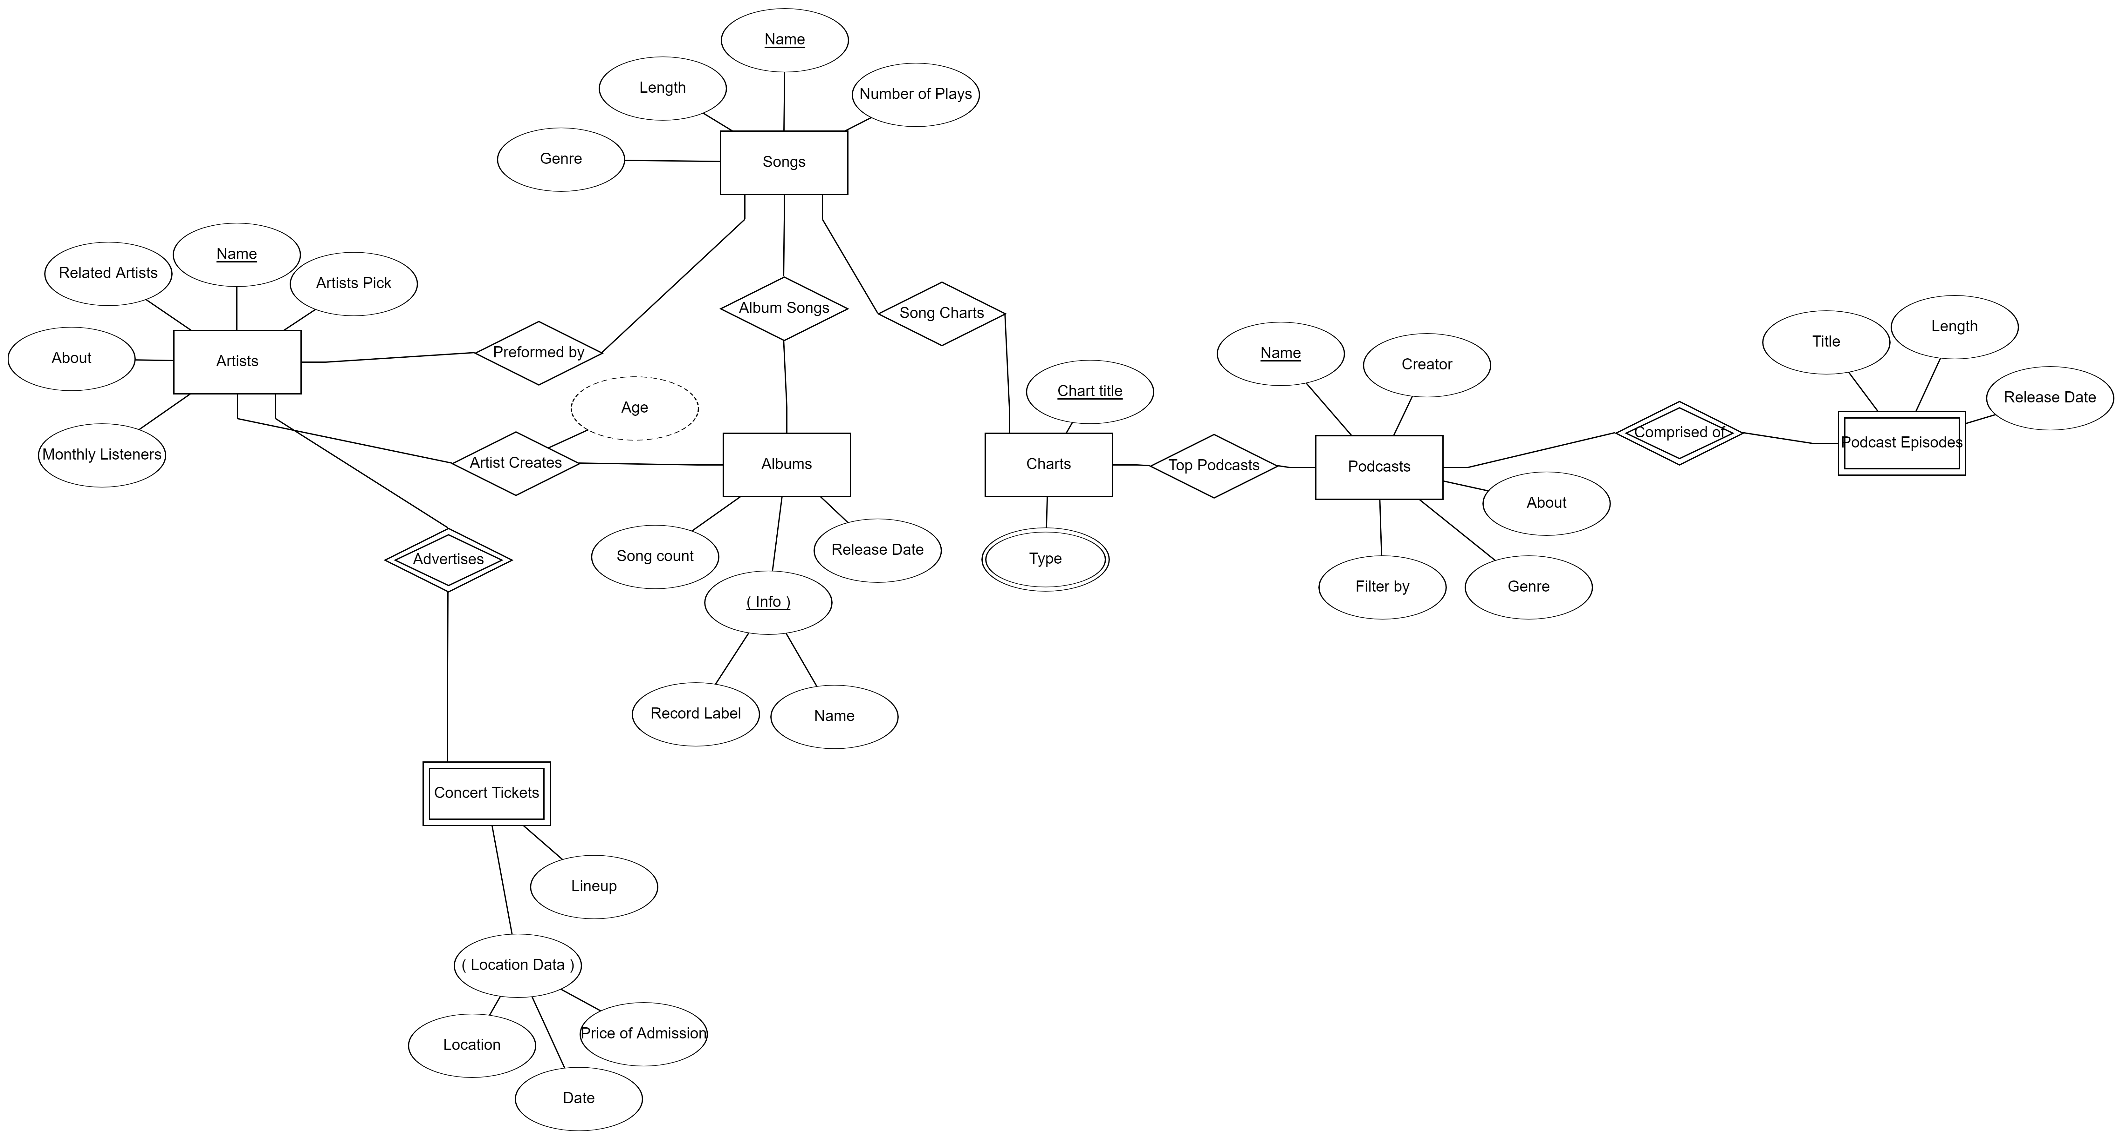 Name
Length
Number of Plays
Genre
Songs
Related Artists
Name
Artists Pick
About
Artists
Monthly Listeners
Preformed by
Album Songs
Song Charts
Age
Artist Creates
Albums
Song count
( Info )
Release Date
Record Label
Name
Advertises
Concert Tickets
Lineup
( Location Data )
Location
Price of Admission
Date
Chart title
Charts
Type
Top Podcasts
Name
Creator
Podcasts
About
Filter by
Genre
Comprised of
Title
Length
Release Date
Podcast Episodes